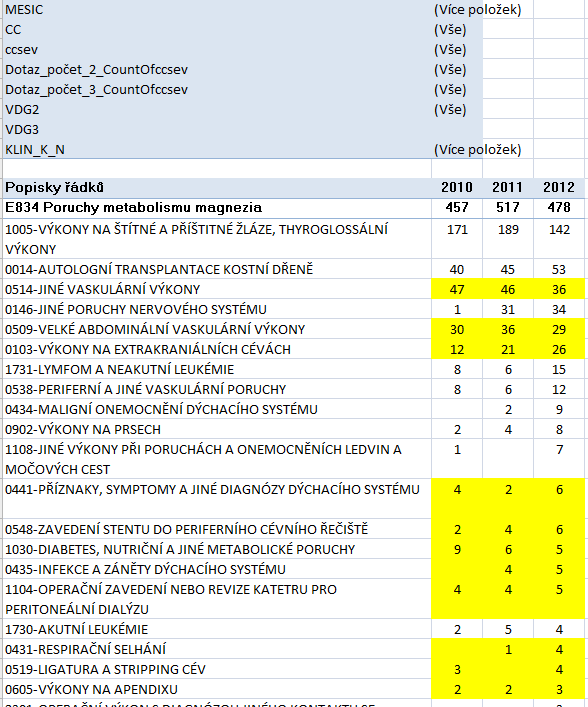 MESIC (Více položek)
CC (Vše)
ccsev (Vše)
Dotaz_počet_2_CountOfccsev (Vše)
Dotaz_počet_3_CountOfccsev (Vše)
VDG2 (Vše)
VDG3
KLIN_K_N (Více položek)
Popisky řádků 2010 2011 2012
E834 Poruchy metabolismu magnezia 457 517 478
1005-VÝKONY NA ŠTÍTNÉ A PŘÍŠTITNÉ ŽLÁZE, THYROGLOSSÁLNÍ 171 189 142
VÝKONY
0014-AUTOLOGNÍ TRANSPLANTACE KOSTNÍ DŘENĚ 40 45 53
0514-JINÉ VASKULÁRNÍ VÝKONY 47 46 36
0146-JINÉ PORUCHY NERVOVÉHO SYSTÉMU 1 31 34
0509-VELKÉ ABDOMINÁLNÍ VASKULÁRNÍ VÝKONY 30 36 29
0103-VÝKONY NA EXTRAKRANIÁLNÍCH CÉVÁCH 12 21 26
1731-LYMFOM A NEAKUTNÍ LEUKÉMIE 8 6 15
0538-PERIFERNÍ A JINÉ VASKULÁRNÍ PORUCHY 8 6 12
0434-MALIGNÍ ONEMOCNĚNÍ DÝCHACÍHO SYSTÉMU 2 9
0902-VÝKONY NA PRSECH 2 4 8
1108-JINÉ VÝKONY PŘI PORUCHÁCH A ONEMOCNĚNÍCH LEDVIN A 1 7
MOČOVÝCH CEST
0441-PŘÍZNAKY, SYMPTOMY A JINÉ DIAGNÓZY DÝCHACÍHO SYSTÉMU 4 2 6
0548-ZAVEDENÍ STENTU DO PERIFERNÍHO CÉVNÍHO ŘEČIŠTĚ 2 4 6
1030-DIABETES, NUTRIČNÍ A JINÉ METABOLICKÉ PORUCHY 9 6 5
0435-INFEKCE A ZÁNĚTY DÝCHACÍHO SYSTÉMU 4 5
1104-OPERAČNÍ ZAVEDENÍ NEBO REVIZE KATETRU PRO 4 4 5
PERITONEÁLNÍ DIALÝZU
1730-AKUTNÍ LEUKÉMIE 2 5 4
0431-RESPIRAČNÍ SELHÁNÍ 1 4
0519-LIGATURA A STRIPPING CÉV 3 4
0605-VÝKONY NA APENDIXU 2 2 3